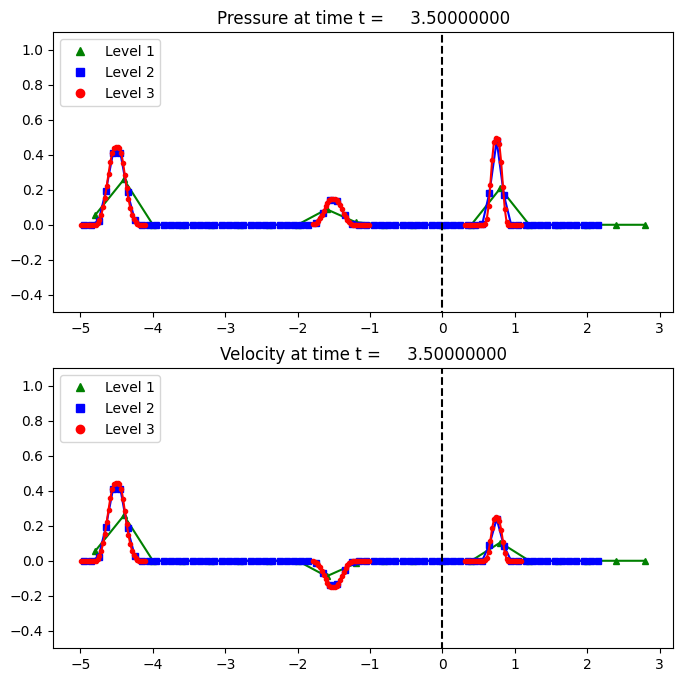 Pressure at time t =     3.50000000
1.0
0.8
0.6
0.4
0.2
0.0
−0.2
−0.4
Level 1
Level 2
Level 3
−5 −4 −3 −2 −1 0 1 2 3
Velocity at time t =     3.50000000
1.0
0.8
0.6
0.4
0.2
0.0
−0.2
−0.4
Level 1
Level 2
Level 3
−5 −4 −3 −2 −1 0 1 2 3